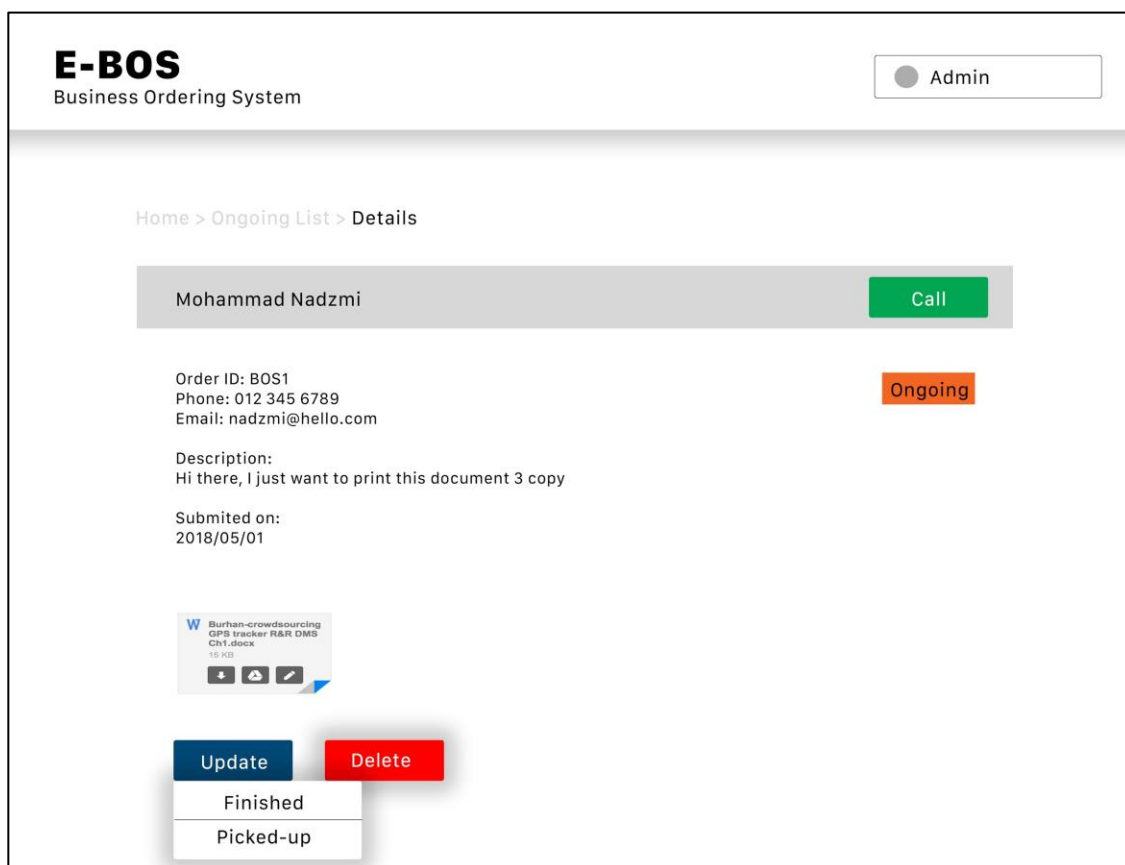 E-BOS
Business Ordering System
Admin
Home > Ongoing List > Details
Mohammad Nadzmi
Call
Order ID: BOS1
Phone: 012 345 6789
Email: nadzmi@hello.com
Ongoing
Description:
Hi there, I just want to print this document 3 copy
Submited on:
2018/05/01
W Burhan-crowdsourcing
GPS tracker R&R DMS
Ch1.docx
15 KB
Update
Delete
Finished
Picked-up